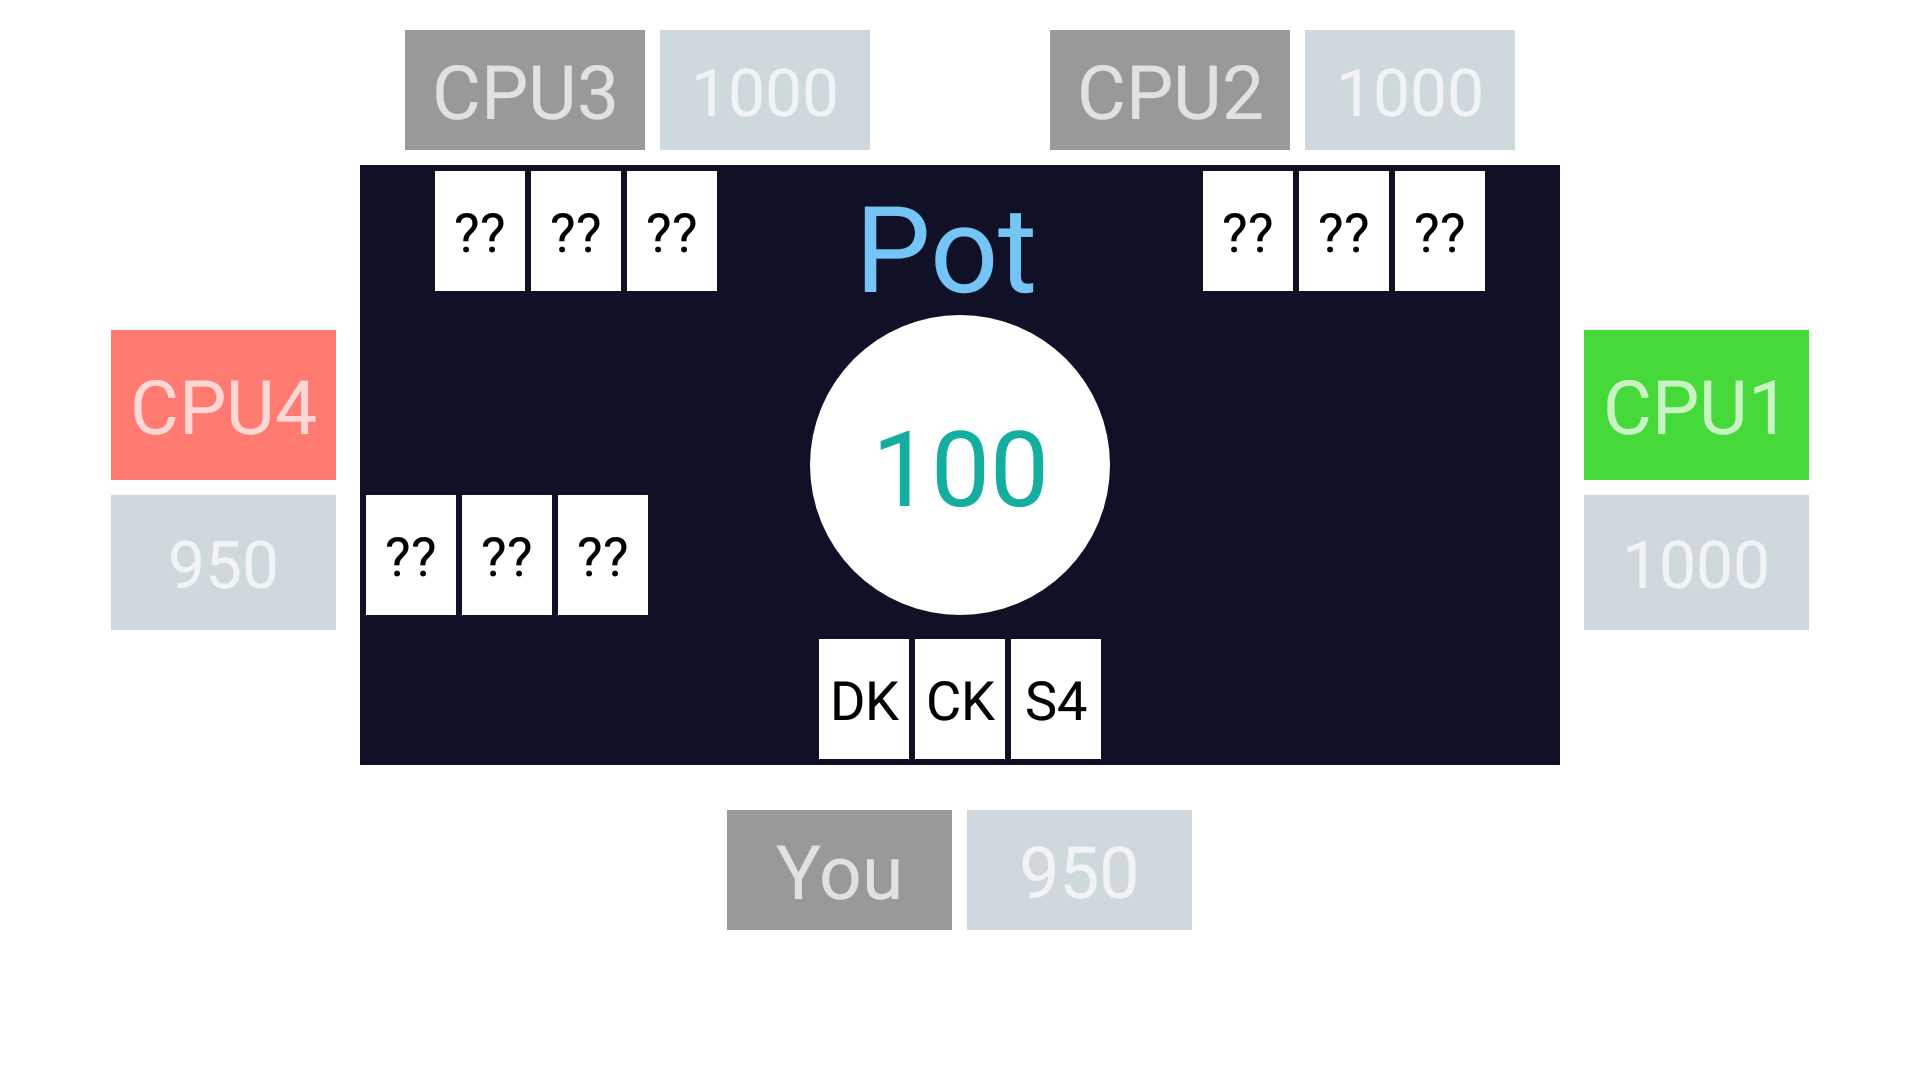 CPU3 1000 CPU2 1000
?? ?? ?? Pot ?? ?? ??
CPU4 100 CPU1
950 ?? ?? ?? 1000
DK CK S4
You 950